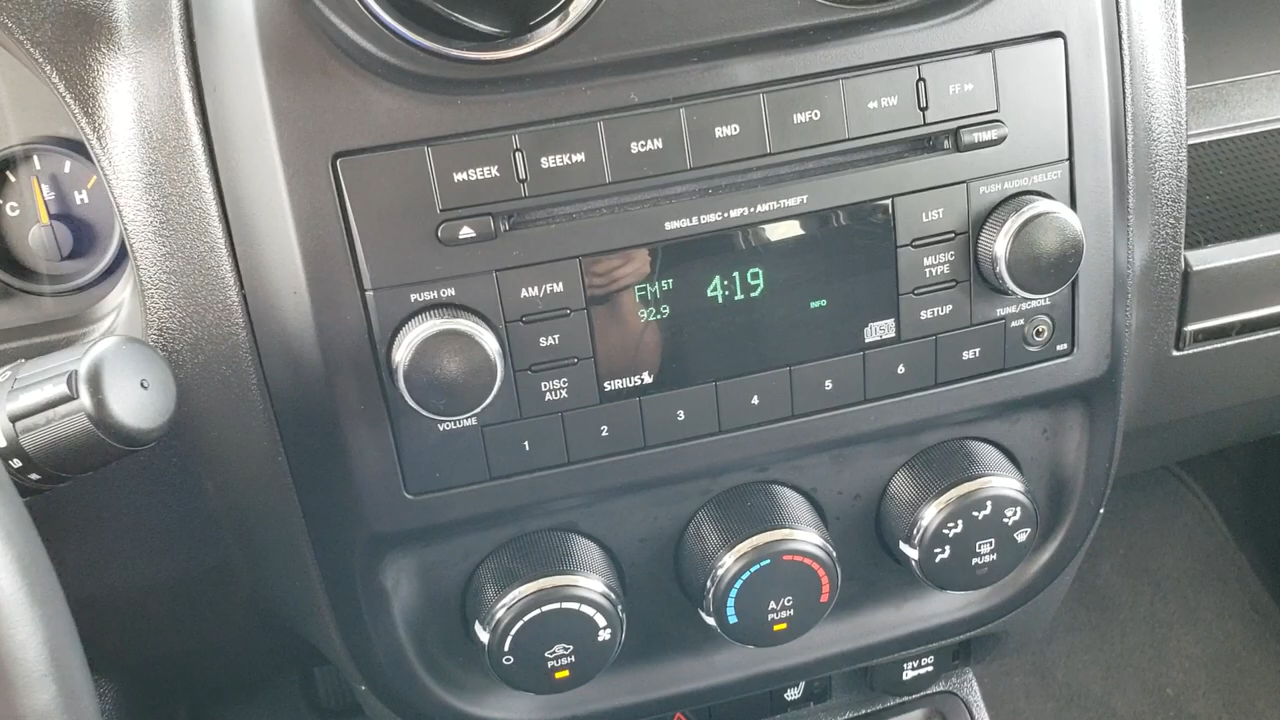 C H
SEEK SEEK SCAN RND INFO RW FF
TIME
SINGLE DISC • MP3 • ANTI-THEFT
PUSH AUDIO/SELECT
LIST
MUSIC
TYPE
SETUP
TUNE/SCROLL
AUX
RES
PUSH ON
VOLUME
AM/FM
SAT
DISC
AUX
FM ST 4:19
92.9
INFO
SIRIUS
disc
1 2 3 4 5 6 SET
PUSH
A/C
PUSH
PUSH
12V DC